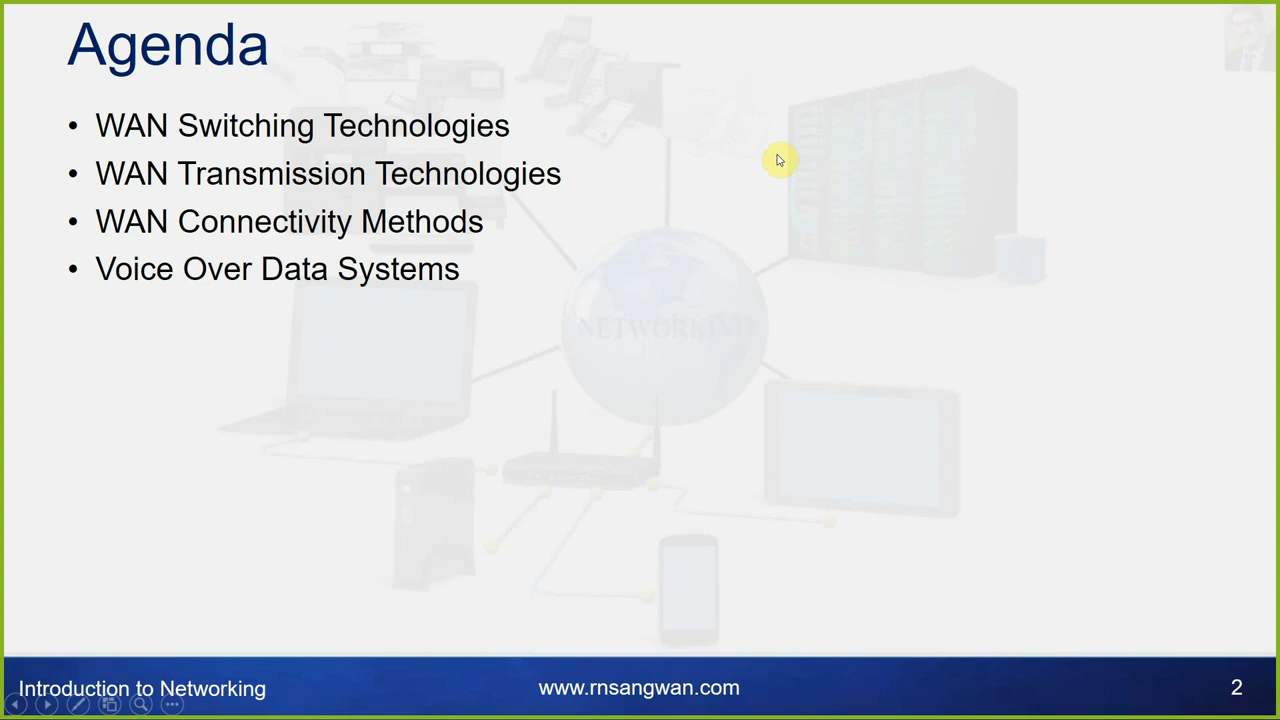 Agenda
• WAN Switching Technologies
• WAN Transmission Technologies
• WAN Connectivity Methods
• Voice Over Data Systems
NETWORKING
Introduction to Networking
www.rnsangwan.com
2